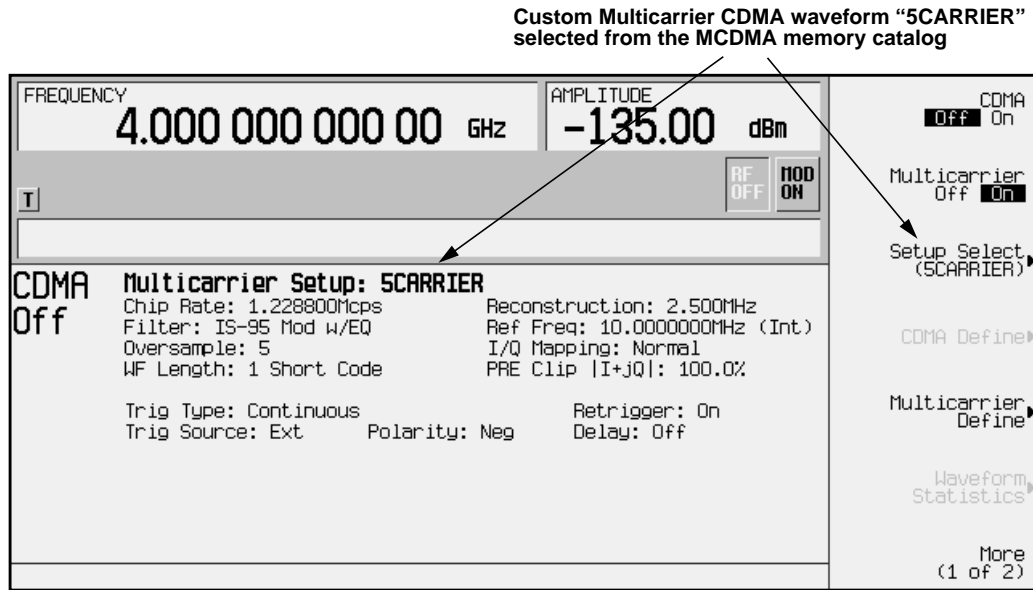 Custom Multicarrier CDMA waveform “5CARRIER”
selected from the MCDMA memory catalog
FREQUENCY
4.000 000 000 00 GHz
AMPLITUDE
-135.00 dBm
RF OFF
MOD ON
T
CDMA Off
Multicarrier Setup: 5CARRIER
Chip Rate: 1.228800Mcps Reconstruction: 2.500MHz
Filter: IS-95 Mod w/EQ Ref Freq: 10.0000000MHz (Int)
Oversample: 5 I/Q Mapping: Normal
WF Length: 1 Short Code PRE Clip |I+jQ|: 100.0%
Trig Type: Continuous Retrigger: On
Trig Source: Ext Polarity: Neg Delay: Off
CDMA
Off On
Multicarrier
Off On
Setup Select
(5CARRIER)
CDMA Define
Multicarrier
Define
Waveform
Statistics
More
(1 of 2)